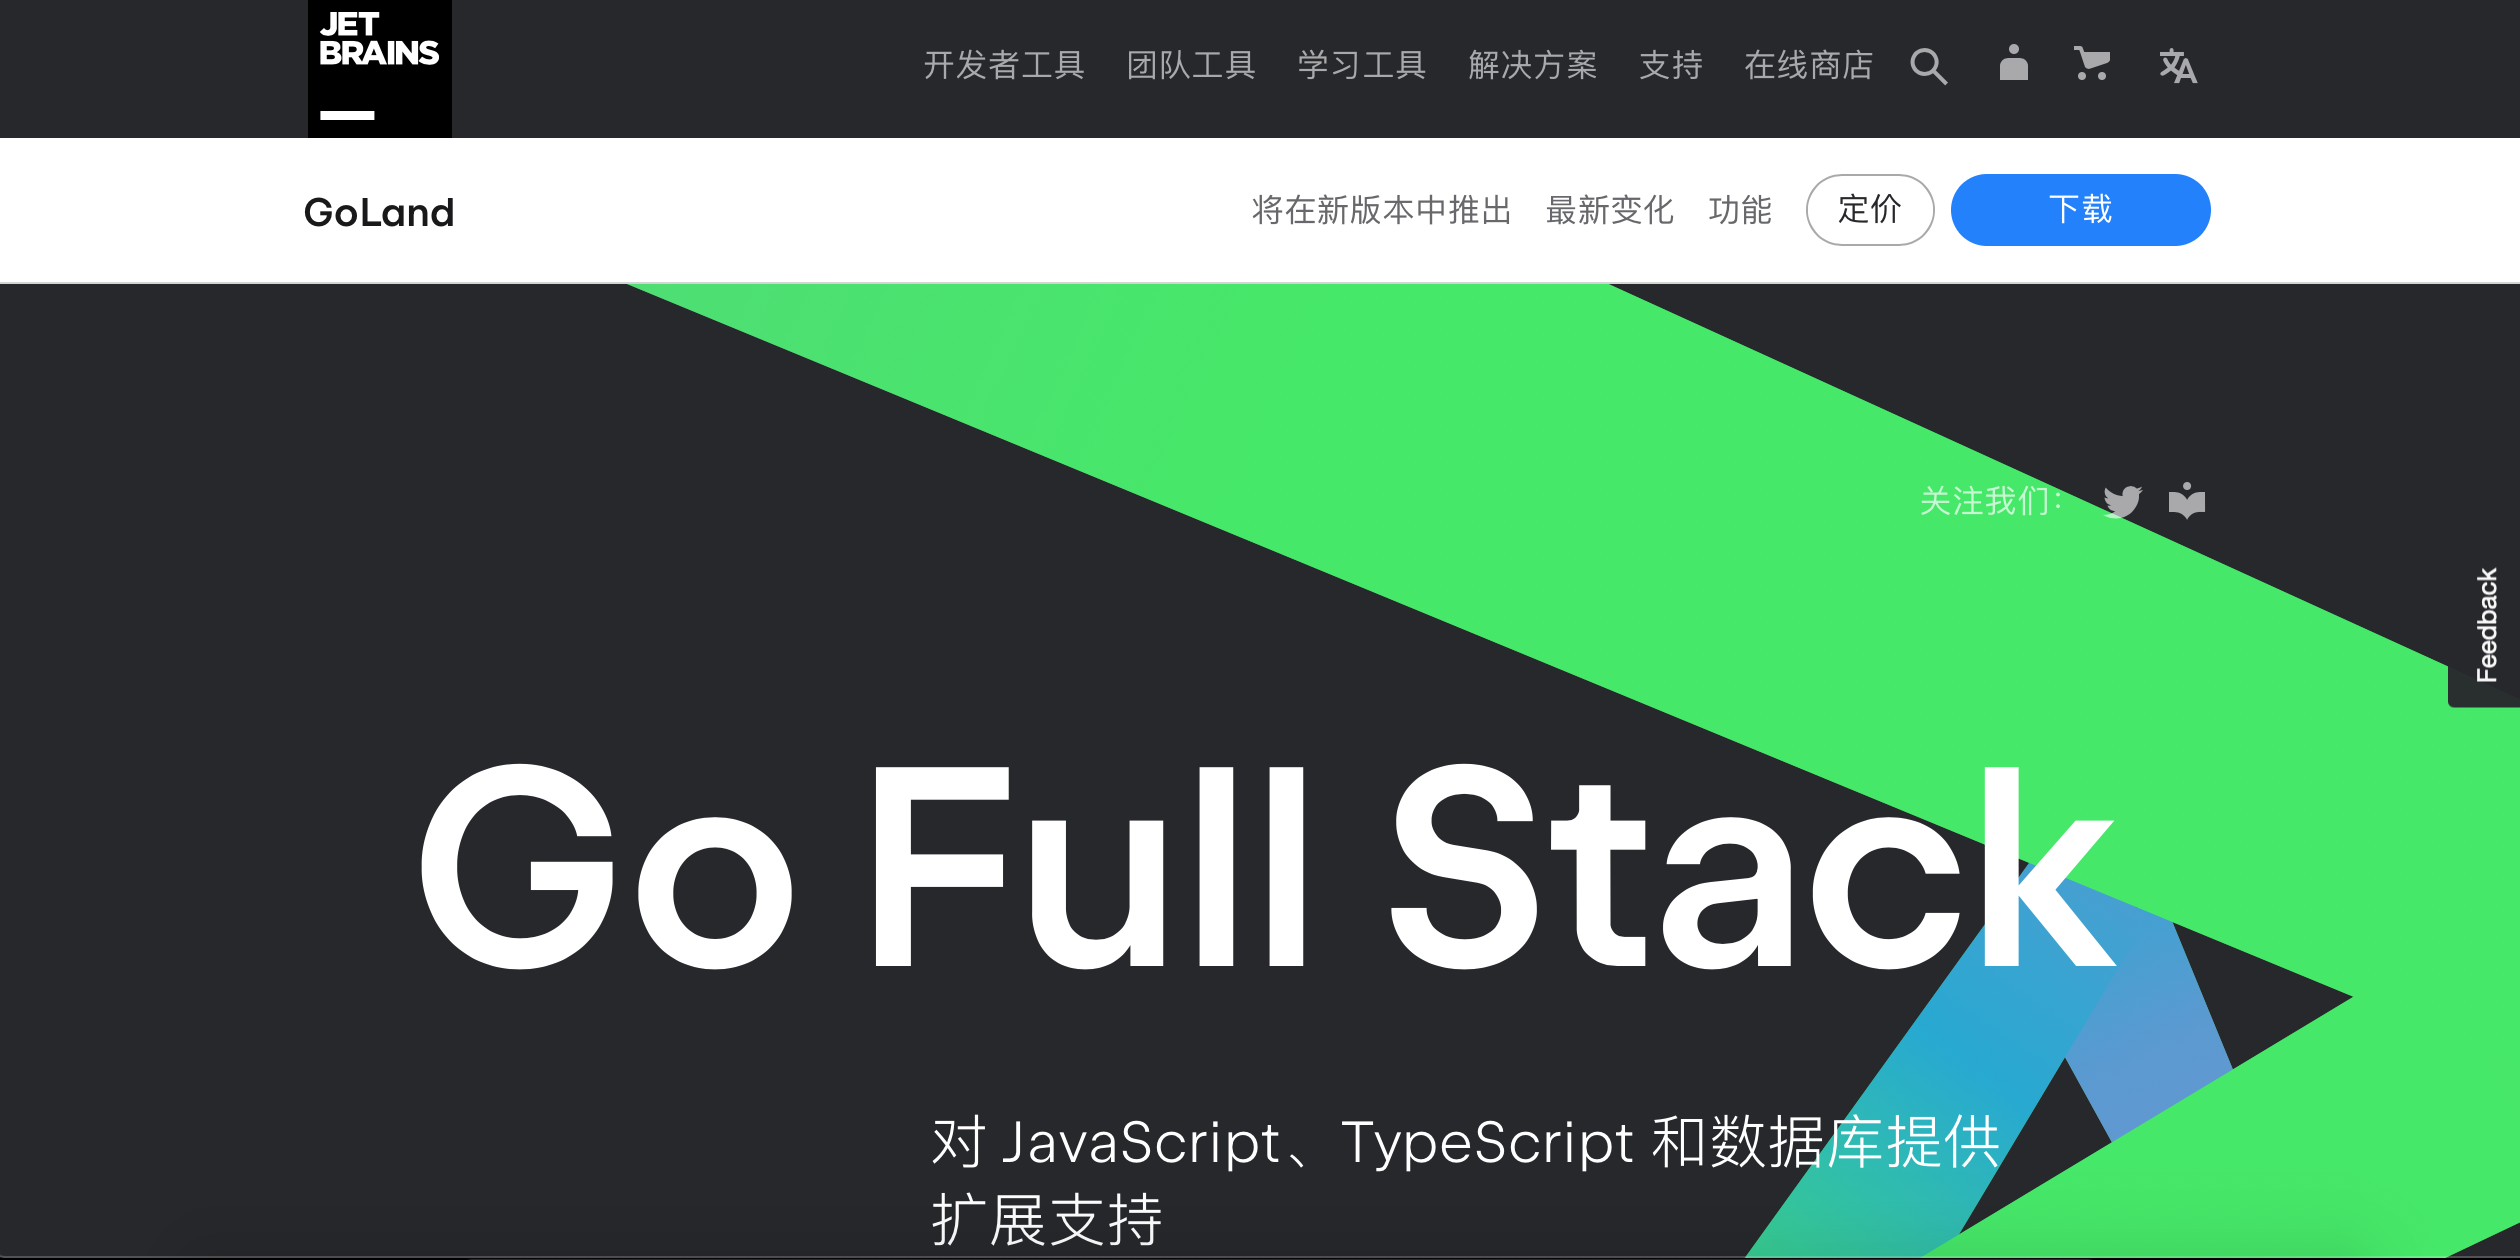 JET
BRAINS
开发者工具 团队工具 学习工具 解决方案 支持 在线商店
GoLand
将在新版本中推出 最新变化 功能 定价 下载
关注我们：
Feedback
Go Full Stack
对 JavaScript、TypeScript 和数据库提供
扩展支持